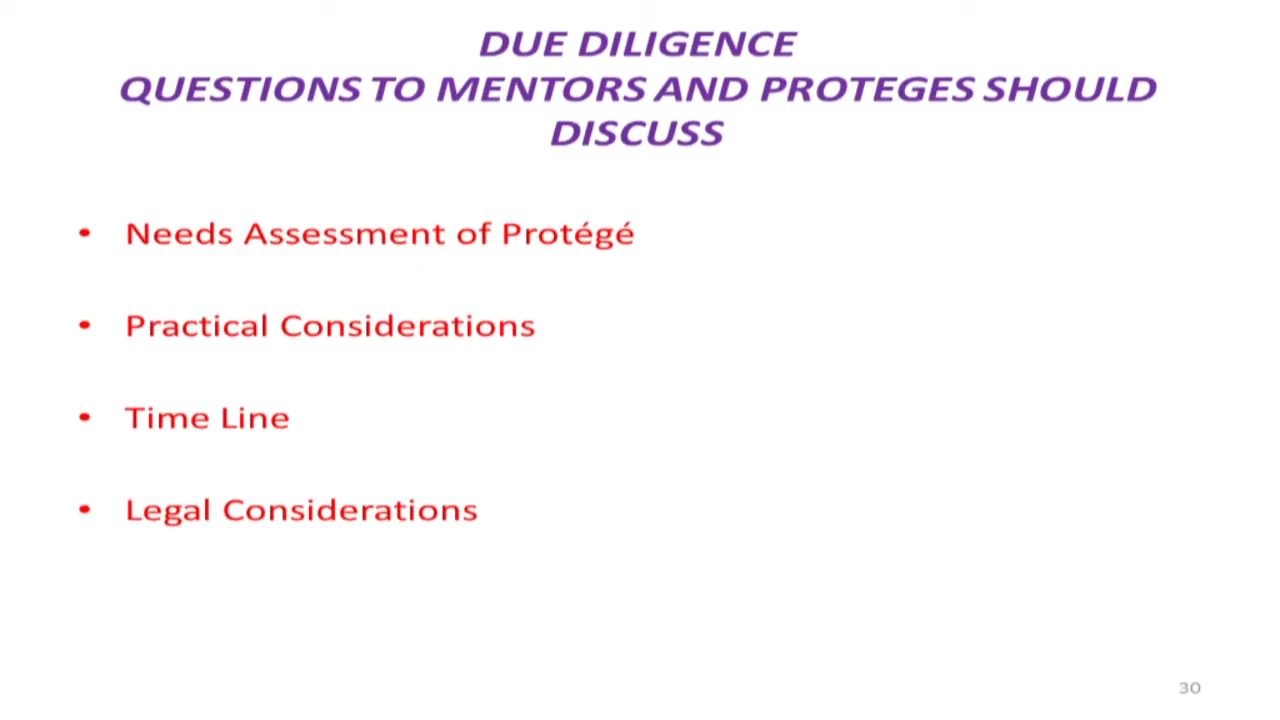 DUE DILIGENCE
QUESTIONS TO MENTORS AND PROTEGES SHOULD
DISCUSS
• Needs Assessment of Protégé
• Practical Considerations
• Time Line
• Legal Considerations
30